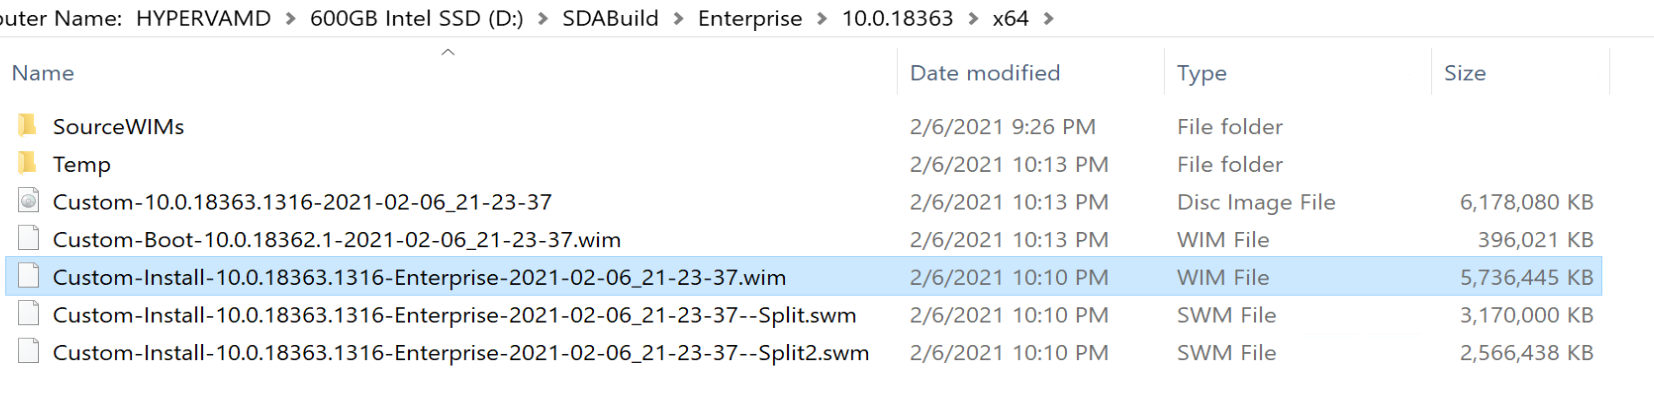 outer Name: HYPERVAMD > 600GB Intel SSD (D:) > SDABuild > Enterprise > 10.0.18363 > x64 >
Name Date modified Type Size
SourceWIMs 2/6/2021 9:26 PM File folder
Temp 2/6/2021 10:13 PM File folder
Custom-10.0.18363.1316-2021-02-06_21-23-37 2/6/2021 10:13 PM Disc Image File 6,178,080 KB
Custom-Boot-10.0.18362.1-2021-02-06_21-23-37.wim 2/6/2021 10:13 PM WIM File 396,021 KB
Custom-Install-10.0.18363.1316-Enterprise-2021-02-06_21-23-37.wim 2/6/2021 10:10 PM WIM File 5,736,445 KB
Custom-Install-10.0.18363.1316-Enterprise-2021-02-06_21-23-37--Split.swm 2/6/2021 10:10 PM SWM File 3,170,000 KB
Custom-Install-10.0.18363.1316-Enterprise-2021-02-06_21-23-37--Split2.swm 2/6/2021 10:10 PM SWM File 2,566,438 KB